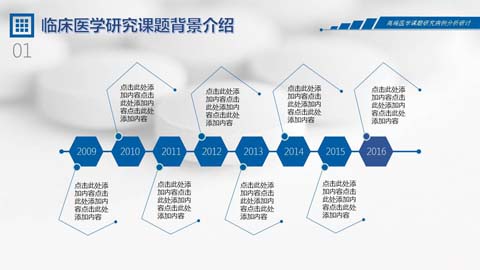 临床医学研究课题背景介绍
高端医学课题研究病例分析研讨
01
点击此处添
加内容点击
此处添加内
容点击此处
添加内容
点击此处添
加内容点击
此处添加内
容点击此处
添加内容
点击此处添
加内容点击
此处添加内
容点击此处
添加内容
点击此处添
加内容点击
此处添加内
容点击此处
添加内容
2009
2010
2011
2012
2013
2014
2015
2016
点击此处添
加内容点击
此处添加内
容点击此处
添加内容
点击此处添
加内容点击
此处添加内
容点击此处
添加内容
点击此处添
加内容点击
此处添加内
容点击此处
添加内容
点击此处添
加内容点击
此处添加内
容点击此处
添加内容